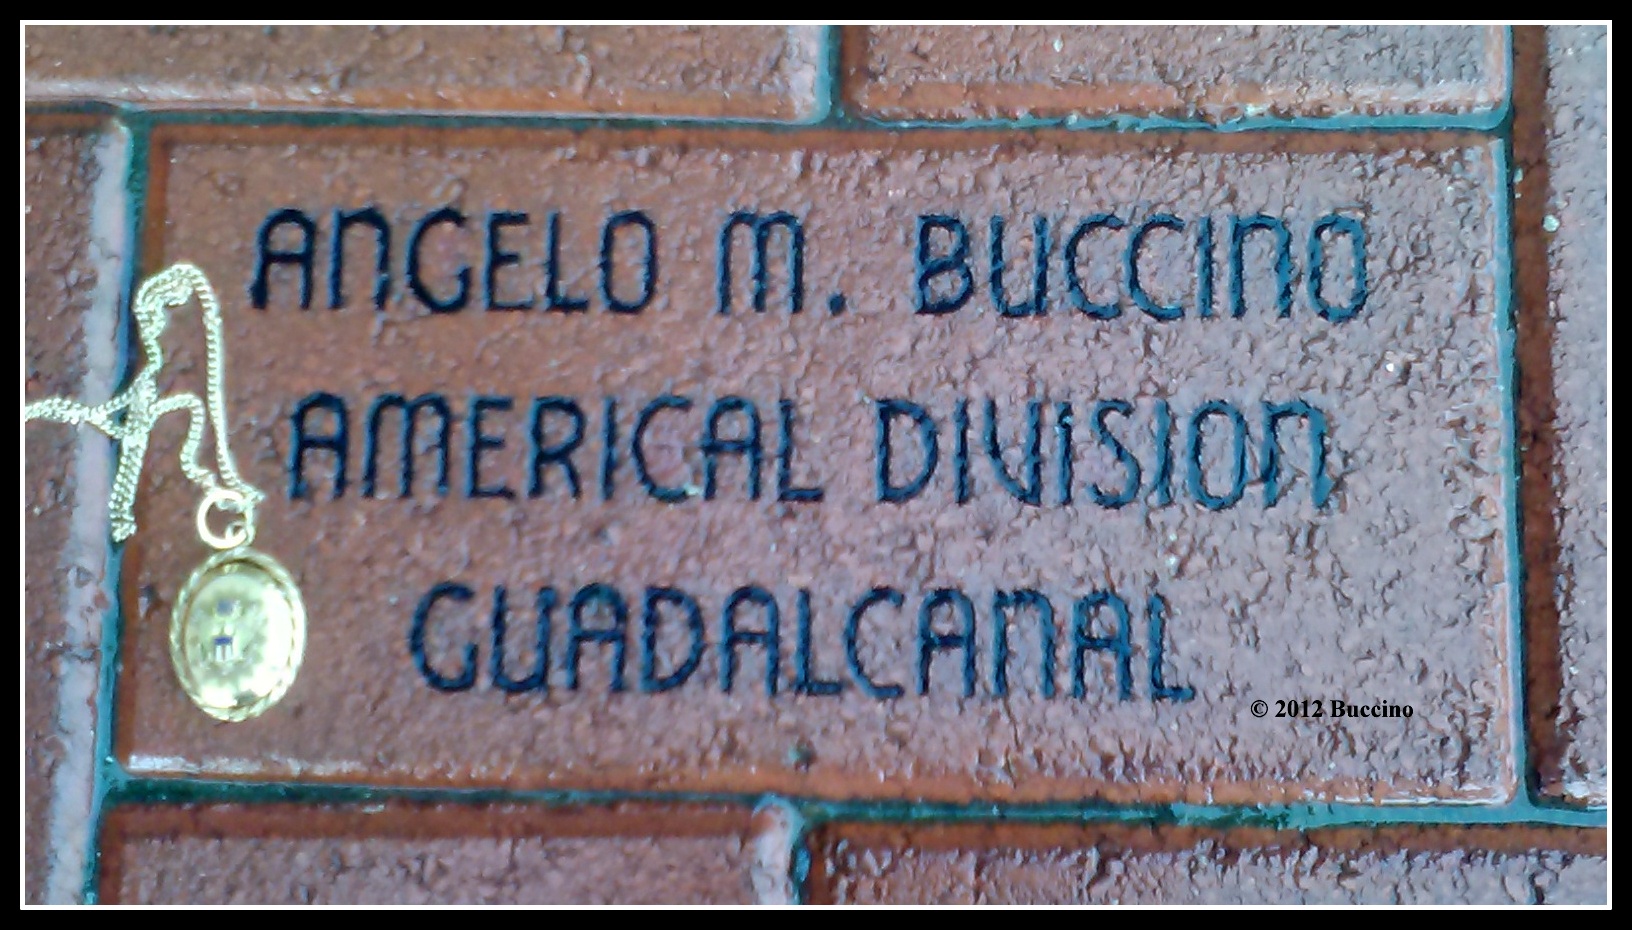 ANGELO M. BUCCINO
AMERICAL DIVISION
GUADALCANAL
© 2012 Buccino